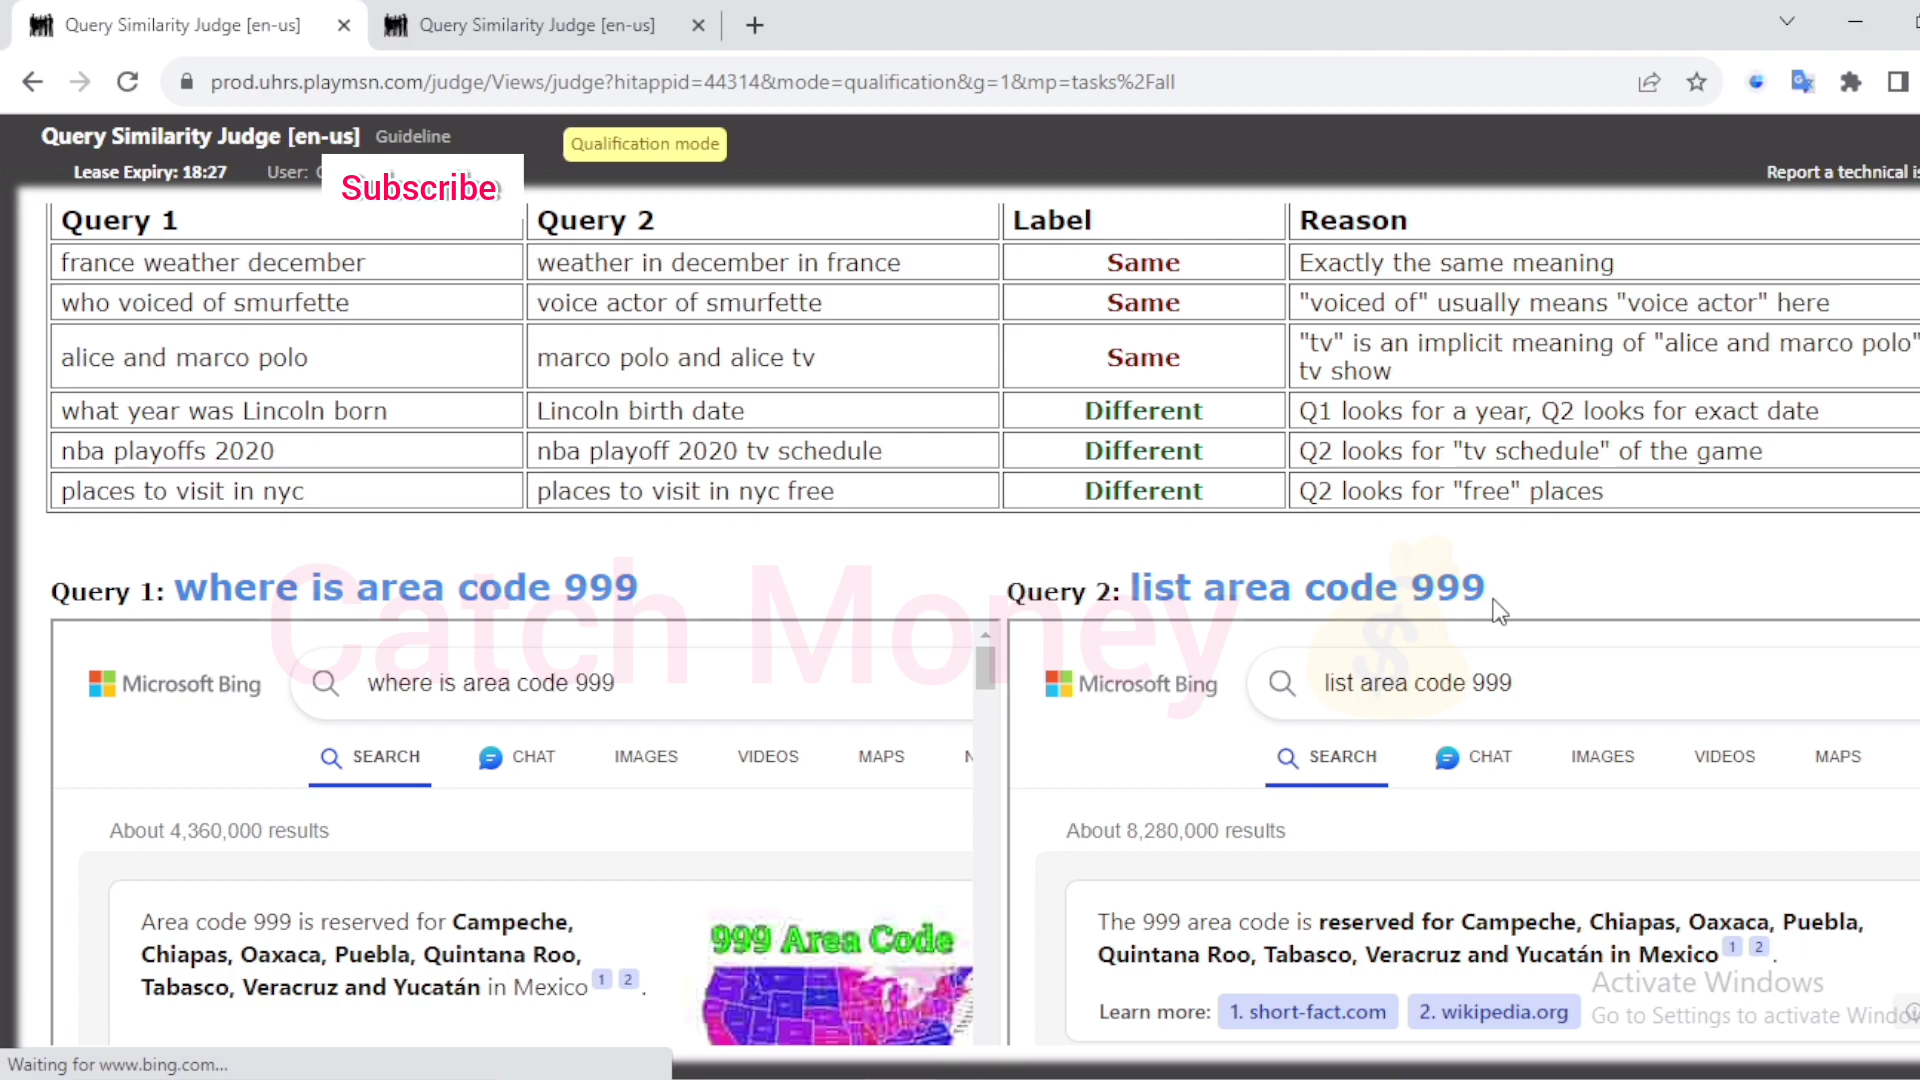 Query Similarity Judge [en-us]
Query Similarity Judge [en-us]
prod.uhrs.playmsn.com/judge/Views/judge?hitappid=44314&mode=qualification&g=1&mp=tasks%2Fall
Query Similarity Judge [en-us] Guideline
Qualification mode
Lease Expiry: 18:27 User:
Subscribe
Report a technical
Query 1 Query 2 Label Reason
france weather december weather in december in france Same Exactly the same meaning
who voiced of smurfette voice actor of smurfette Same "voiced of" usually means "voice actor" here
alice and marco polo marco polo and alice tv Same "tv" is an implicit meaning of "alice and marco polo"
tv show
what year was Lincoln born Lincoln birth date Different Q1 looks for a year, Q2 looks for exact date
nba playoffs 2020 nba playoff 2020 tv schedule Different Q2 looks for "tv schedule" of the game
places to visit in nyc places to visit in nyc free Different Q2 looks for "free" places
Catch Money
Query 1: where is area code 999
Microsoft Bing where is area code 999
SEARCH CHAT IMAGES VIDEOS MAPS N
About 4,360,000 results
Area code 999 is reserved for Campeche,
Chiapas, Oaxaca, Puebla, Quintana Roo,
Tabasco, Veracruz and Yucatán in Mexico 1 2 .
999 Area Code
Query 2: list area code 999
Microsoft Bing list area code 999
SEARCH CHAT IMAGES VIDEOS MAPS
About 8,280,000 results
The 999 area code is reserved for Campeche, Chiapas, Oaxaca, Puebla,
Quintana Roo, Tabasco, Veracruz and Yucatán in Mexico 1 2 .
Learn more: 1. short-fact.com 2. wikipedia.org
Activate Windows
Go to Settings to activate
Waiting for www.bing.com...